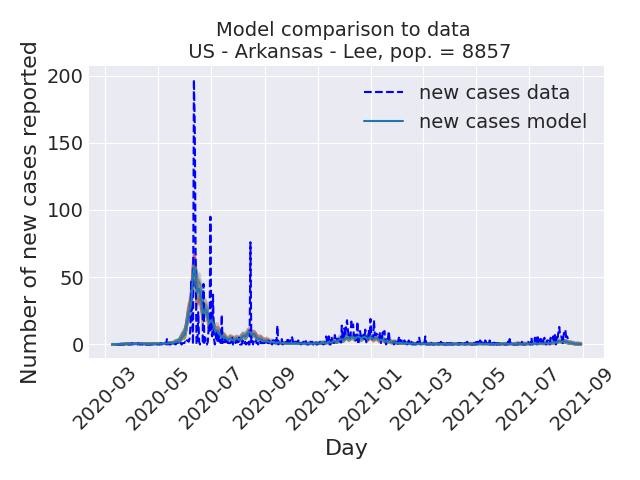 Model comparison to data
US - Arkansas - Lee, pop. = 8857
Number of new cases reported
200
150
100
50
0
new cases data
new cases model
2020-03
2020-05
2020-07
2020-09
2020-11
2021-01
2021-03
2021-05
2021-07
2021-09
Day